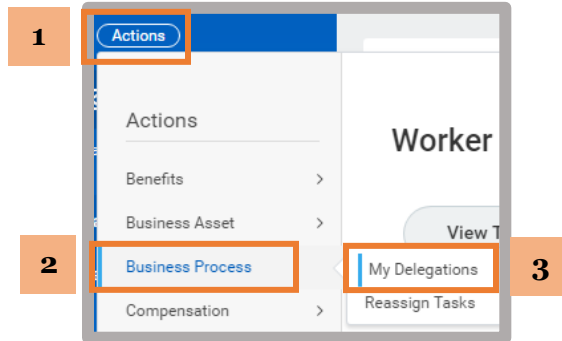 1
Actions
Actions
Worker
Benefits
Business Asset
View T
2
Business Process
My Delegations
3
Compensation
Reassign Tasks